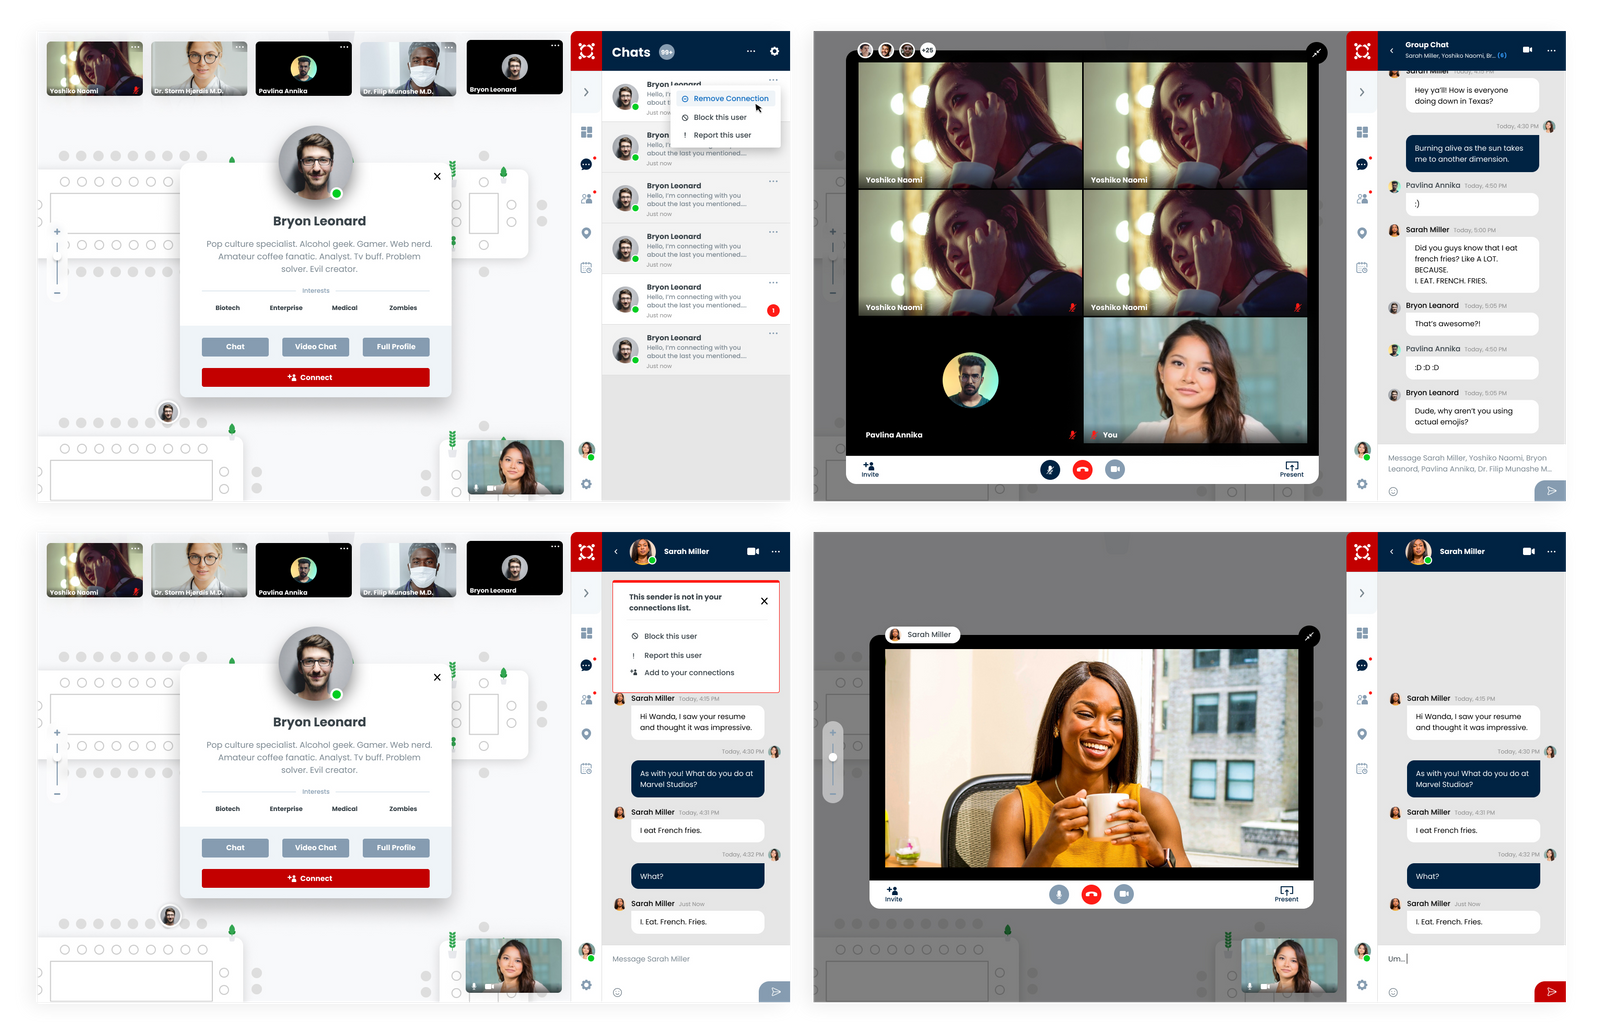 Yoshiko Naomi
Dr. Storm Hjerdis M.D.
Pavlina Annika
Dr. Filip Munashe M.D.
Bryon Leonard
Bryon Leonard
Pop culture specialist. Alcohol geek. Gamer. Web nerd.
Amateur coffee fanatic. Analyst. Tv buff. Problem
solver. Evil creator.
Interests
Biotech Enterprise Medical Zombies
Chat Video Chat Full Profile
Connect
Chats 99+
Bryon Leonard
Hello, I'm
about the l
Just now
Remove Connection
Block this user
Report this user
Bryon
about the last you mentioned....
Just now
Bryon Leonard
Hello, I'm connecting with you
about the last you mentioned....
Just now
Bryon Leonard
Hello, I'm connecting with you
about the last you mentioned....
Just now
Bryon Leonard
Hello, I'm connecting with you
about the last you mentioned....
Just now
1
Bryon Leonard
Hello, I'm connecting with you
about the last you mentioned....
Just now
+25
Yoshiko Naomi
Yoshiko Naomi
Yoshiko Naomi
Yoshiko Naomi
Pavlina Annika
You
Invite
Present
Group Chat
Sarah Miller, Yoshiko Naomi, Br... (6)
Sarah Miller Today, 4:15 PM
Hey ya'll! How is everyone
doing down in Texas?
Today, 4:30 PM
Burning alive as the sun takes
me to another dimension.
Pavlina Annika Today, 4:50
:)
Sarah Miller Today, 5:00 PM
Did you guys know that I eat
french fries? Like A LOT.
BECAUSE.
I. EAT. FRENCH. FRIES.
Bryon Leanord Today, 5:05
That's awesome?!
Pavlina Annika Today, 4:50
:D :D :D
Bryon Leanord Today, 5:05
Dude, why aren't you using
actual emojis?
Message Sarah Miller, Yoshiko Naomi, Bryon
Leanord, Pavlina Annika, Dr. Filip Munashe M...
Yoshiko Naomi
Dr. Storm Hjerdis M.D.
Pavlina Annika
Dr. Filip Munashe M.D.
Bryon Leonard
Bryon Leonard
Pop culture specialist. Alcohol geek. Gamer. Web nerd.
Amateur coffee fanatic. Analyst. Tv buff. Problem
solver. Evil creator.
Interests
Biotech Enterprise Medical Zombies
Chat Video Chat Full Profile
Connect
Sarah Miller
This sender is not in your
connections list.
Block this user
Report this user
Add to your connections
Sarah Miller Today, 4:15 PM
Hi Wanda, I saw your resume
and thought it was impressive.
Today, 4:30 PM
As with you! What do you do at
Marvel Studios?
Sarah Miller Today, 4:31 PM
I eat French fries.
Today, 4:32 PM
What?
Sarah Miller Just Now
I. Eat. French. Fries.
Message Sarah Miller
Sarah Miller
Invite
Present
Sarah Miller
Sarah Miller Today, 4:15 PM
Hi Wanda, I saw your resume
and thought it was impressive.
Today, 4:30 PM
As with you! What do you do at
Marvel Studios?
Sarah Miller Today, 4:31 PM
I eat French fries.
Today, 4:32 PM
What?
Sarah Miller Just Now
I. Eat. French. Fries.
Um...